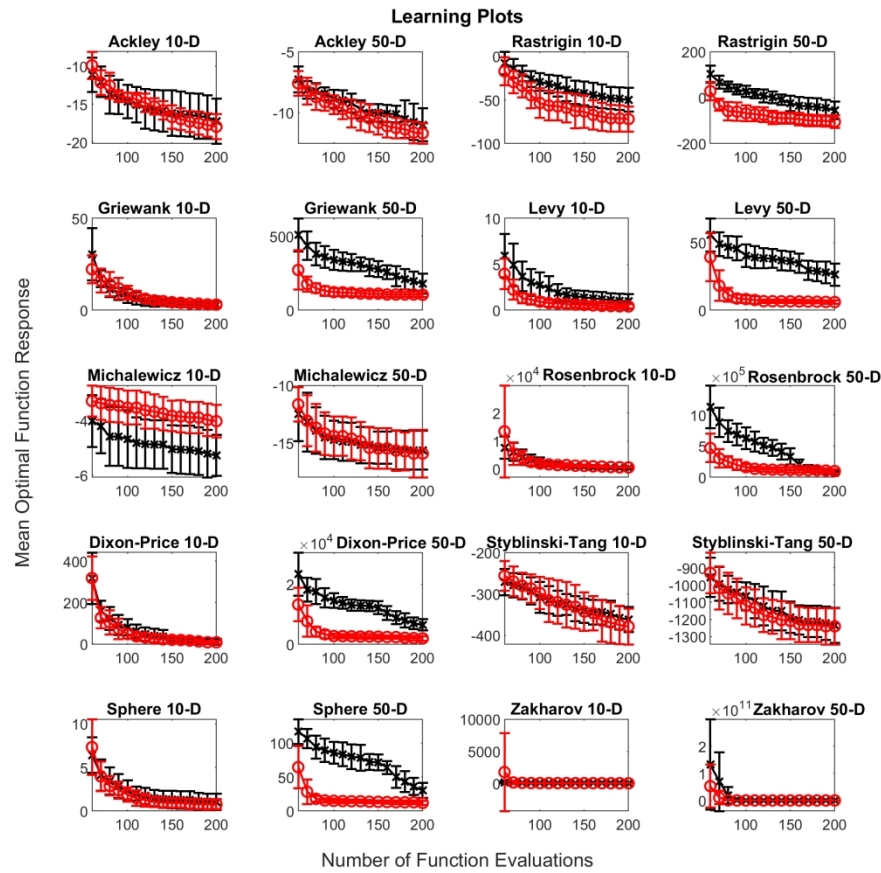 Learning Plots
Ackley 10-D Ackley 50-D Rastrigin 10-D Rastrigin 50-D
-10
-15
-20
100 150 200
-5
-10
100 150 200
0
-50
-100
100 150 200
200
0
-200
100 150 200
Griewank 10-D Griewank 50-D Levy 10-D Levy 50-D
50
0
100 150 200
500
0
100 150 200
10
5
0
100 150 200
50
0
100 150 200
Michalewicz 10-D Michalewicz 50-D ×10⁴ Rosenbrock 10-D ×10⁵ Rosenbrock 50-D
-4
-6
100 150 200
-10
-15
100 150 200
3
2
1
0
100 150 200
10
5
0
100 150 200
Dixon-Price 10-D ×10⁴ Dixon-Price 50-D Styblinski-Tang 10-D Styblinski-Tang 50-D
400
200
0
100 150 200
2
0
100 150 200
-200
-300
-400
100 150 200
-900
-1000
-1100
-1200
-1300
100 150 200
Sphere 10-D Sphere 50-D Zakharov 10-D ×10¹¹ Zakharov 50-D
10
5
0
100 150 200
100
50
0
100 150 200
10000
5000
0
100 150 200
2
1
0
100 150 200
Mean Optimal Function Response
Number of Function Evaluations